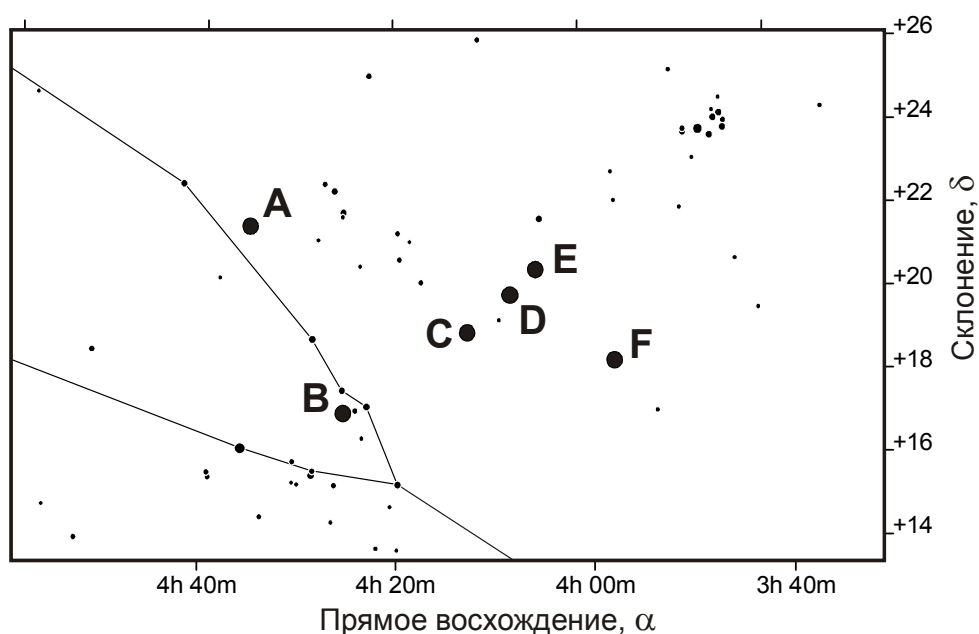 +26
+24
+22
+20
+18
+16
+14
Склонение, δ
A
B
C
D
E
F
4h 40m 4h 20m 4h 00m 3h 40m
Прямое восхождение, α